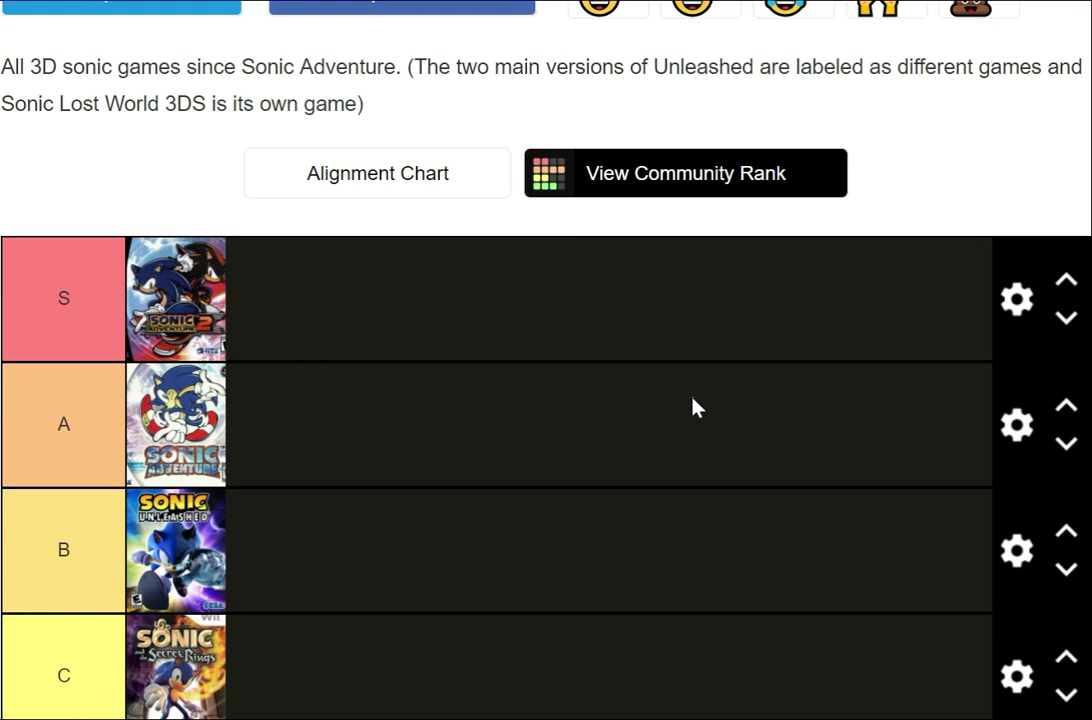 All 3D sonic games since Sonic Adventure. (The two main versions of Unleashed are labeled as different games and
Sonic Lost World 3DS is its own game)
Alignment Chart
View Community Rank
S
SONIC
ADVENTURE 2
A
SONIC
ADVENTURE
B
SONIC
UNLEASHED
SEGA
C
Wii
SONIC
and the Secret Rings